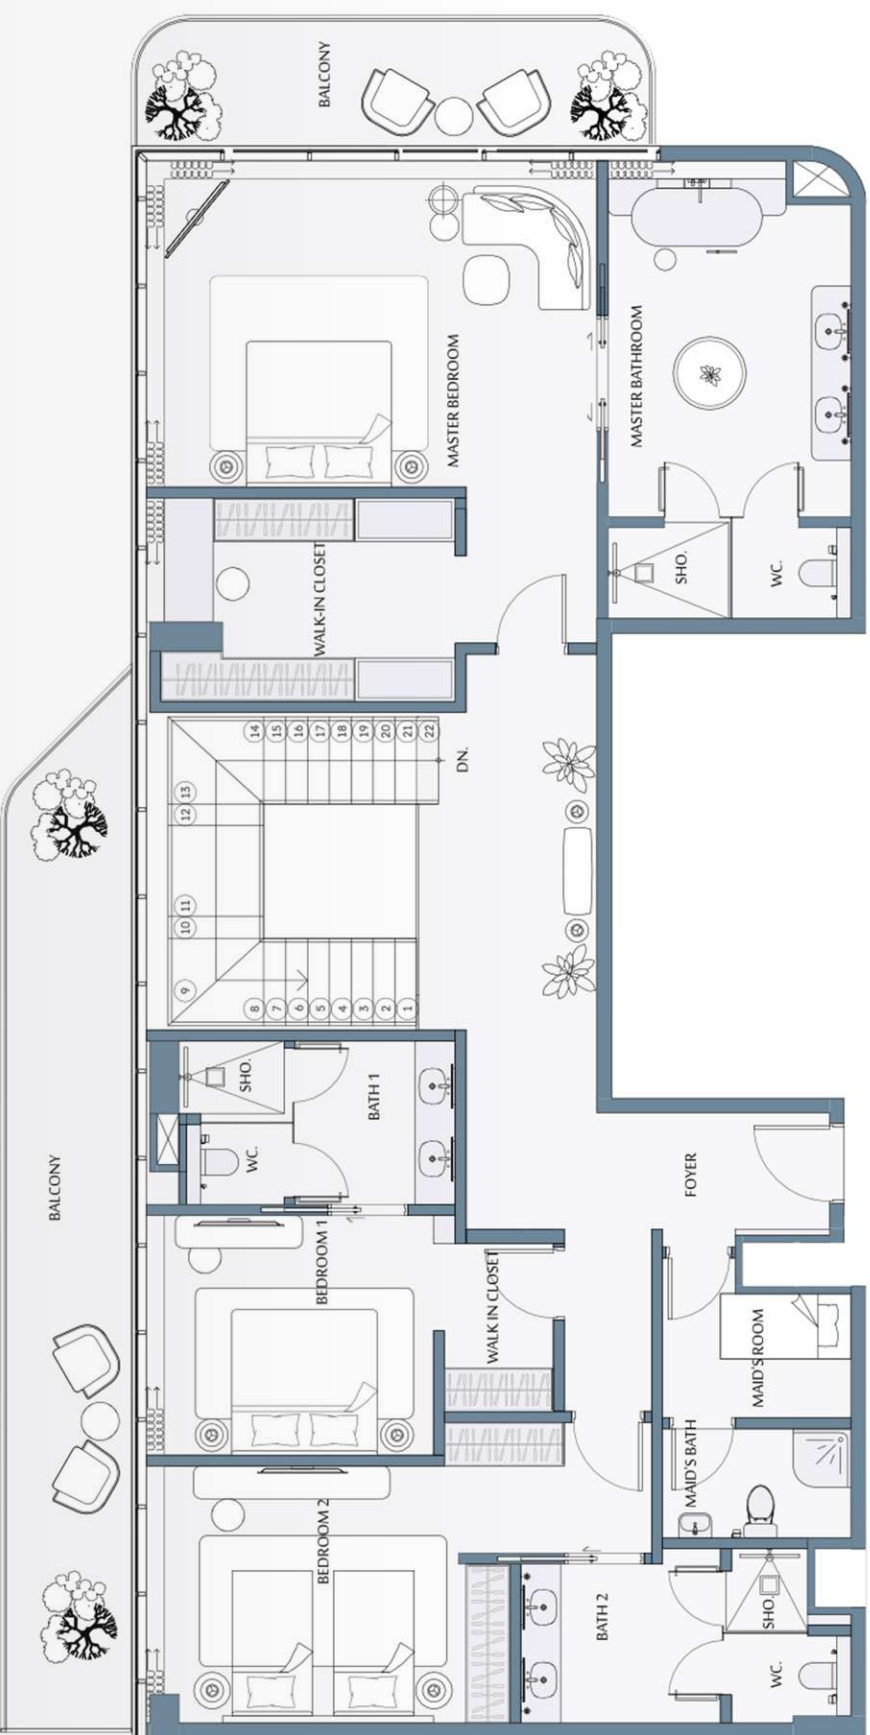 BALCONY
MASTER BEDROOM
MASTER BATHROOM
WALK-IN CLOSET
SHO.
WC.
14
15
16
17
18
19
20
21
22
DN.
13
12
11
10
9
8
7
6
5
4
3
2
1
SHO.
WC.
BATH 1
BALCONY
FOYER
BEDROOM 1
WALK IN CLOSET
MAID'S ROOM
MAID'S BATH
BEDROOM 2
BATH 2
SHO.
WC.